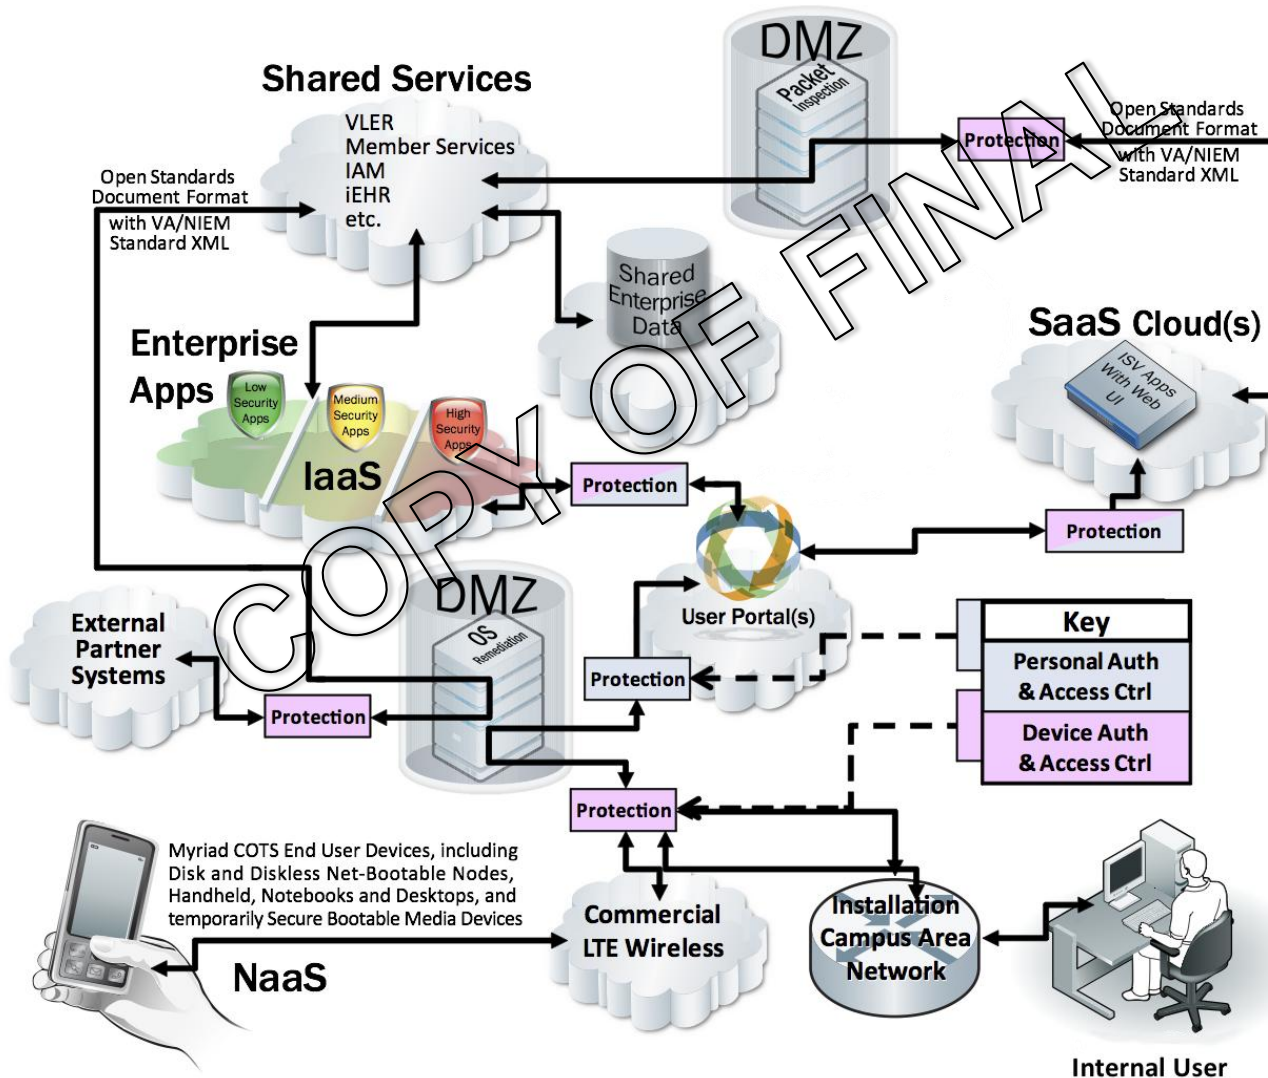 DMZ
Packet
Inspection
Shared Services
VLER
Member Services
IAM
iEHR
etc.
Open Standards
Document Format
with VA/NIEM
Standard XML
Protection
Open Standards
Document Format
with VA/NIEM
Standard XML
Shared
Enterprise
Data
Enterprise
Apps
Low
Security
Apps
Medium
Security
Apps
High
Security
Apps
IaaS
SaaS Cloud(s)
ISV Apps
With Web
UI
Protection
Protection
User Portal(s)
DMZ
OS
Remediation
External
Partner
Systems
Protection
Protection
Key
Personal Auth
& Access Ctrl
Device Auth
& Access Ctrl
Protection
Myriad COTS End User Devices, including
Disk and Diskless Net-Bootable Nodes,
Handheld, Notebooks and Desktops, and
temporarily Secure Bootable Media Devices
NaaS
Commercial
LTE Wireless
Installation
Campus Area
Network
Internal User
COPY OF FINAL